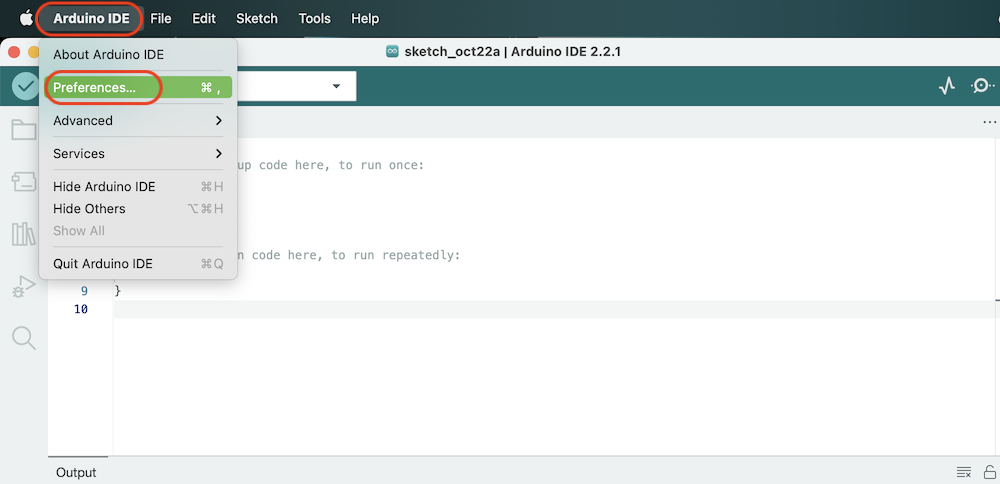 Arduino IDE File Edit Sketch Tools Help
sketch_oct22a | Arduino IDE 2.2.1
About Arduino IDE
Preferences... ⌘ ,
Advanced
Services
Hide Arduino IDE ⌘H
Hide Others ⌥⌘H
Show All
Quit Arduino IDE ⌘Q
up code here, to run once:
n code here, to run repeatedly:
9 }
10
Output